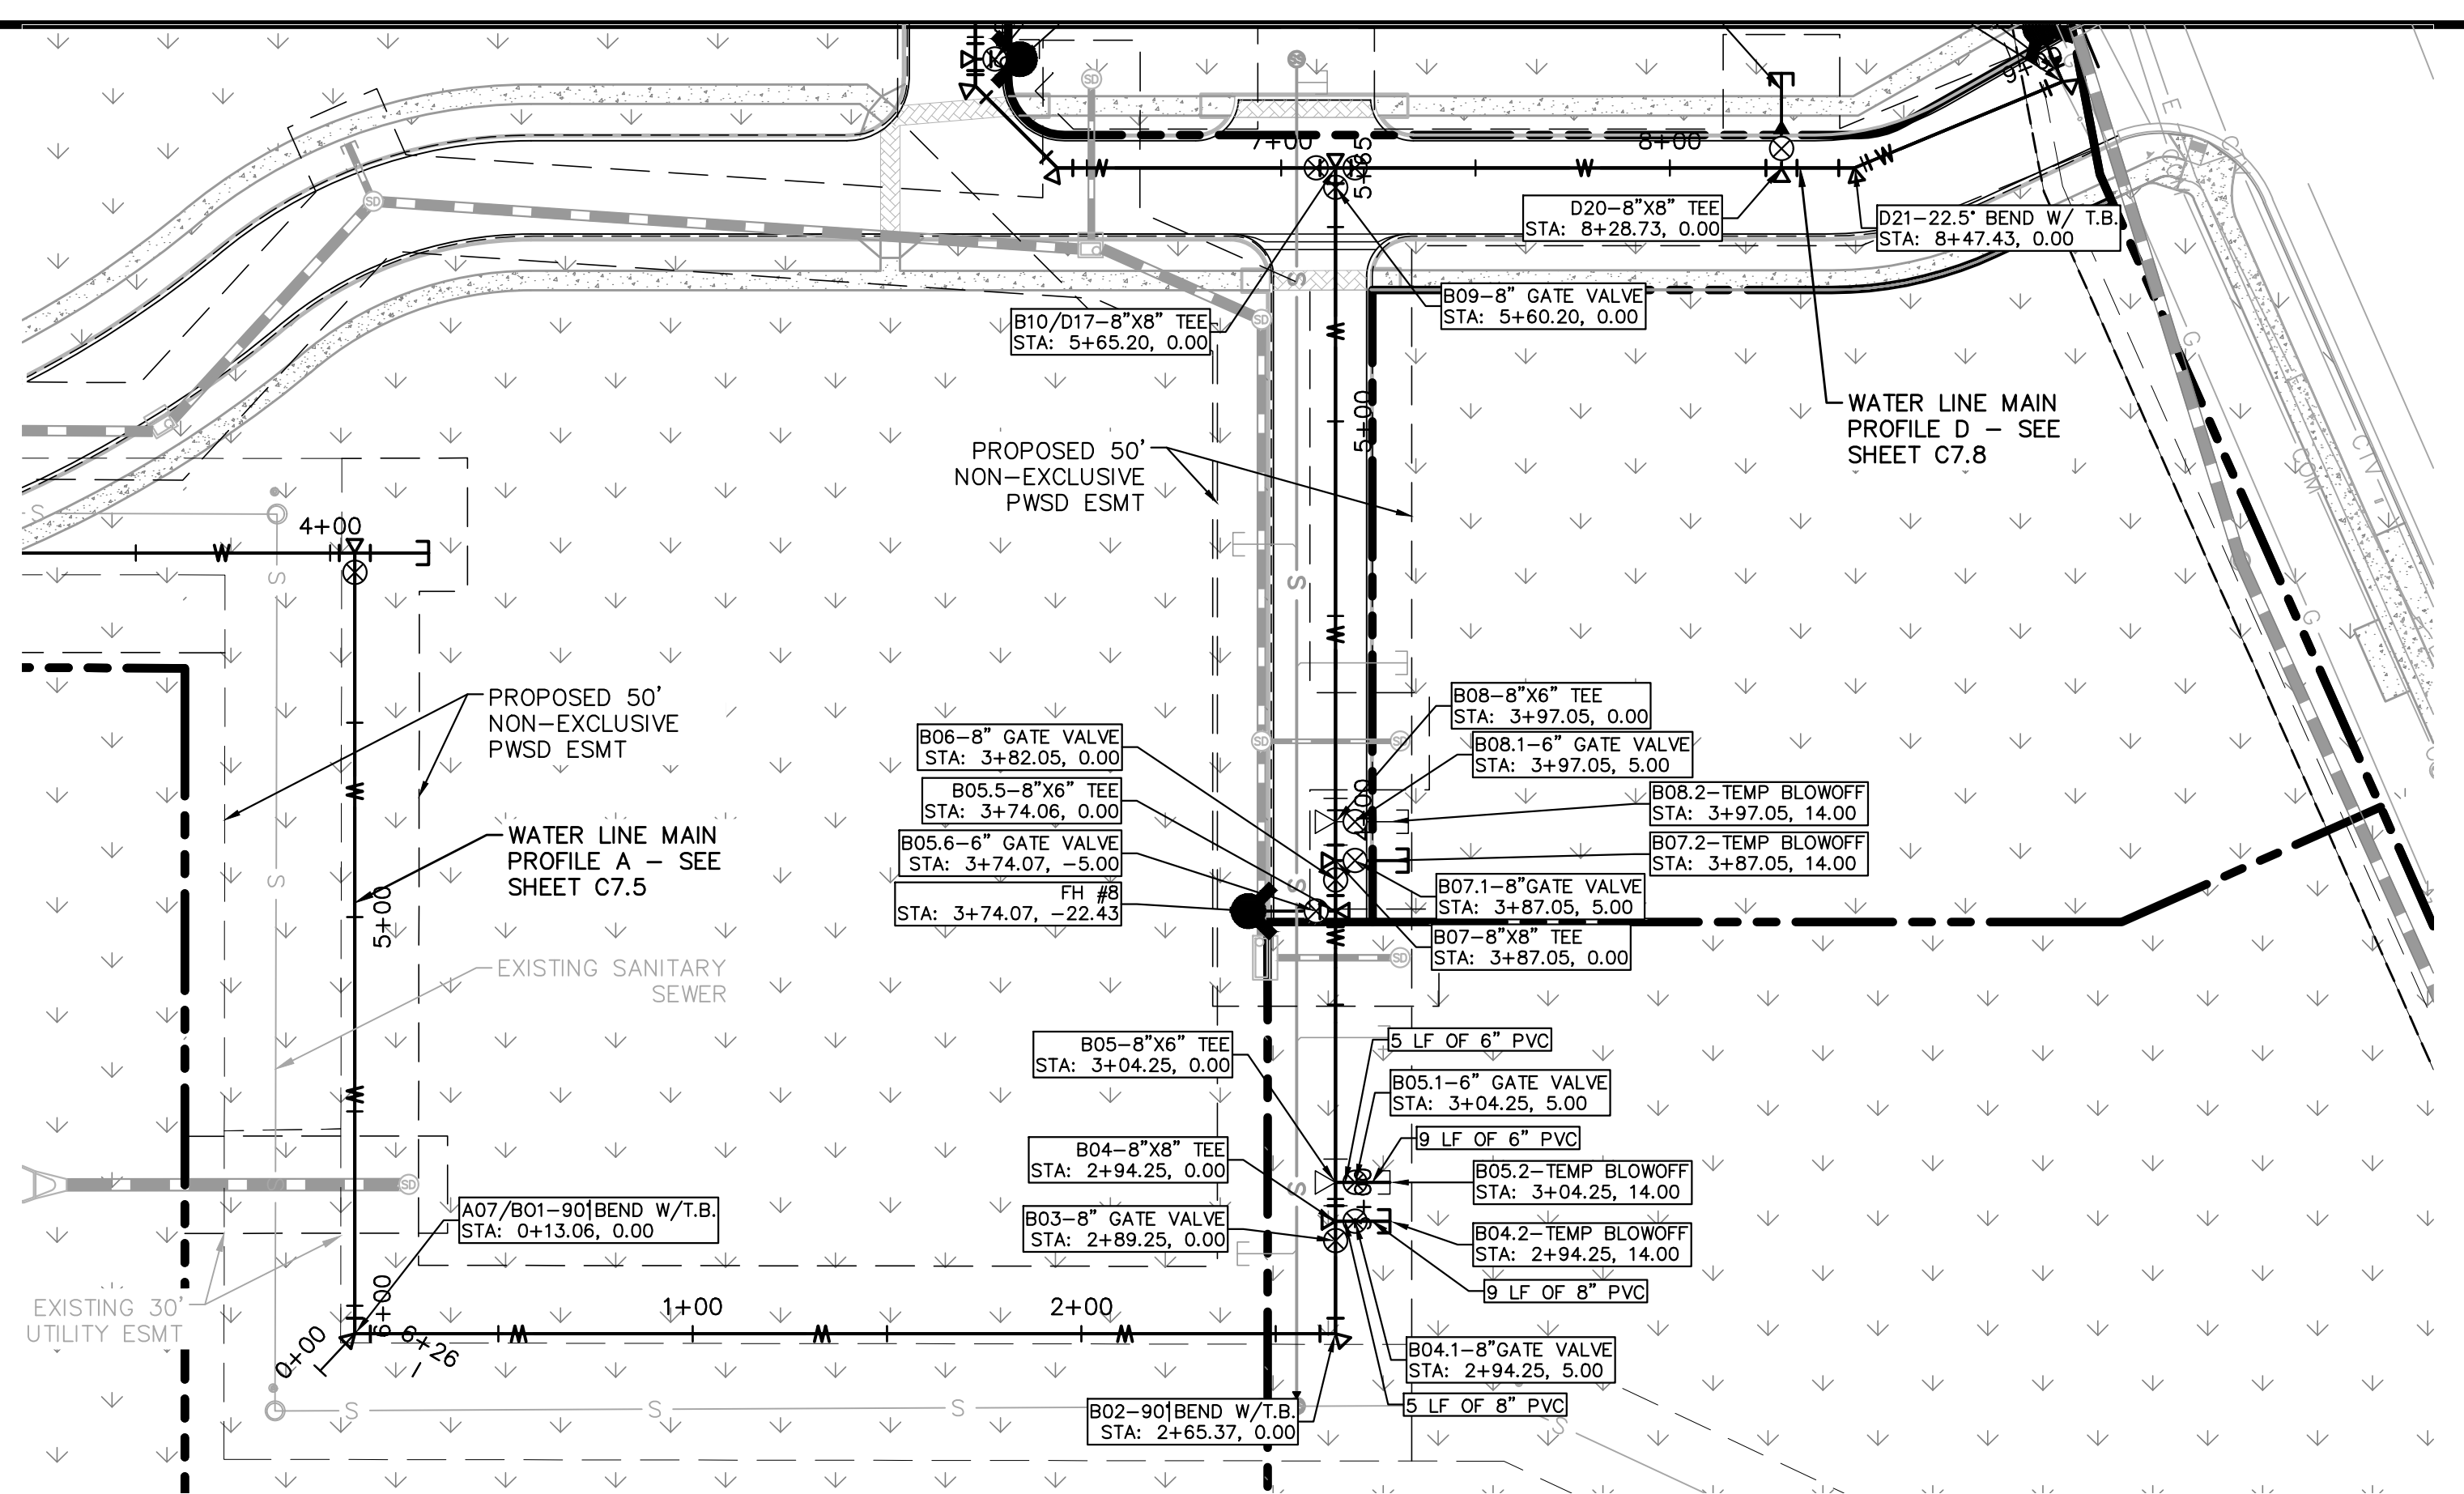 SS
SD
9+00
7+00
8+00
5+65
D20-8"X8" TEE
STA: 8+28.73, 0.00
D21-22.5° BEND W/ T.B.
STA: 8+47.43, 0.00
SD
E
G
CTV
COM
S
B09-8" GATE VALVE
STA: 5+60.20, 0.00
B10/D17-8"X8" TEE
STA: 5+65.20, 0.00
SD
G
WATER LINE MAIN
PROFILE D - SEE
SHEET C7.8
5+00
PROPOSED 50'
NON-EXCLUSIVE
PWSD ESMT
CTV
COM
S
4+00
W
S
S
W
G
PROPOSED 50'
NON-EXCLUSIVE
PWSD ESMT
B08-8"X6" TEE
STA: 3+97.05, 0.00
B06-8" GATE VALVE
STA: 3+82.05, 0.00
B08.1-6" GATE VALVE
STA: 3+97.05, 5.00
SD
SD
B05.5-8"X6" TEE
STA: 3+74.06, 0.00
B08.2-TEMP BLOWOFF
STA: 3+97.05, 14.00
WATER LINE MAIN
PROFILE A - SEE
SHEET C7.5
B05.6-6" GATE VALVE
STA: 3+74.07, -5.00
B07.2-TEMP BLOWOFF
STA: 3+87.05, 14.00
S
S
FH #8
STA: 3+74.07, -22.43
B07.1-8"GATE VALVE
STA: 3+87.05, 5.00
5+00
B07-8"X8" TEE
STA: 3+87.05, 0.00
SD
EXISTING SANITARY
SEWER
B05-8"X6" TEE
STA: 3+04.25, 0.00
5 LF OF 6" PVC
B05.1-6" GATE VALVE
STA: 3+04.25, 5.00
9 LF OF 6" PVC
B04-8"X8" TEE
STA: 2+94.25, 0.00
SD
S
S
B05.2-TEMP BLOWOFF
STA: 3+04.25, 14.00
A07/B01-90|BEND W/T.B.
STA: 0+13.06, 0.00
B03-8" GATE VALVE
STA: 2+89.25, 0.00
B04.2-TEMP BLOWOFF
STA: 2+94.25, 14.00
9 LF OF 8" PVC
EXISTING 30'
UTILITY ESMT
6+00
1+00
2+00
0+00
6+26
W
W
W
B04.1-8"GATE VALVE
STA: 2+94.25, 5.00
5 LF OF 8" PVC
S
S
S
B02-90|BEND W/T.B.
STA: 2+65.37, 0.00
S